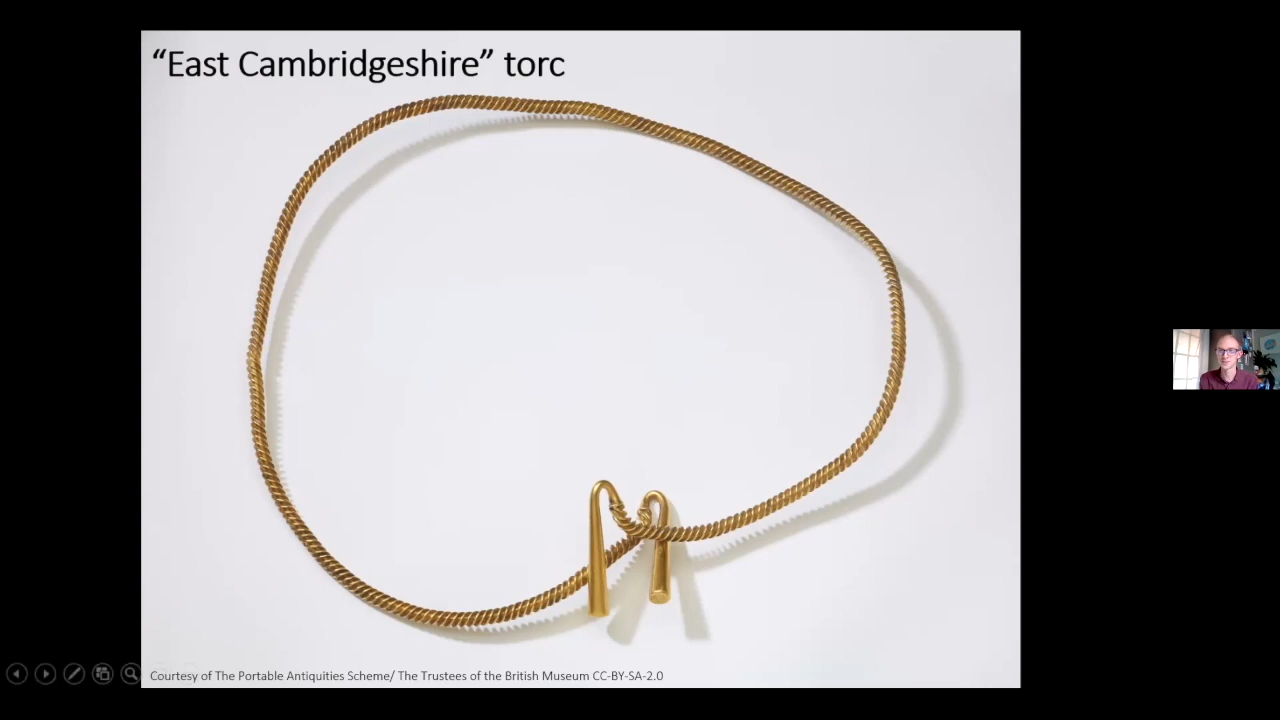 “East Cambridgeshire” torc
Courtesy of The Portable Antiquities Scheme/ The Trustees of the British Museum CC-BY-SA-2.0